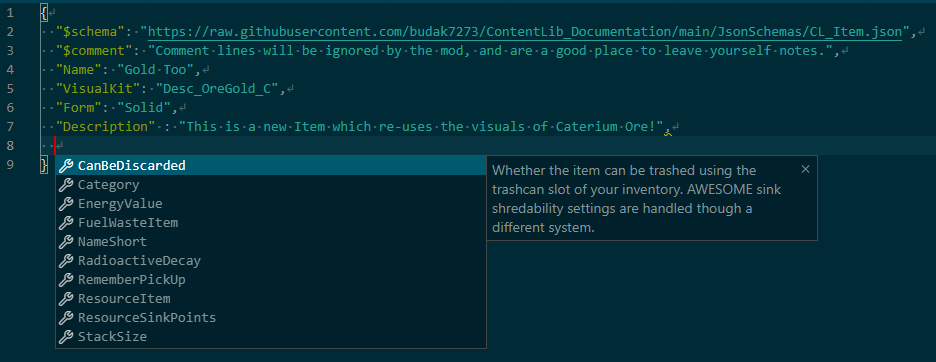 1 {
2 "$schema": "https://raw.githubusercontent.com/budak7273/ContentLib_Documentation/main/JsonSchemas/CL_Item.json",
3 "$comment": "Comment lines will be ignored by the mod, and are a good place to leave yourself notes.",
4 "Name": "Gold Too",
5 "VisualKit": "Desc_OreGold_C",
6 "Form": "Solid",
7 "Description" : "This is a new Item which re-uses the visuals of Caterium Ore!",
8
9 }
CanBeDiscarded
Category
EnergyValue
FuelWasteItem
NameShort
RadioactiveDecay
RememberPickUp
ResourceItem
ResourceSinkPoints
StackSize
Whether the item can be trashed using the
trashcan slot of your inventory. AWESOME sink
shredability settings are handled though a
different system.